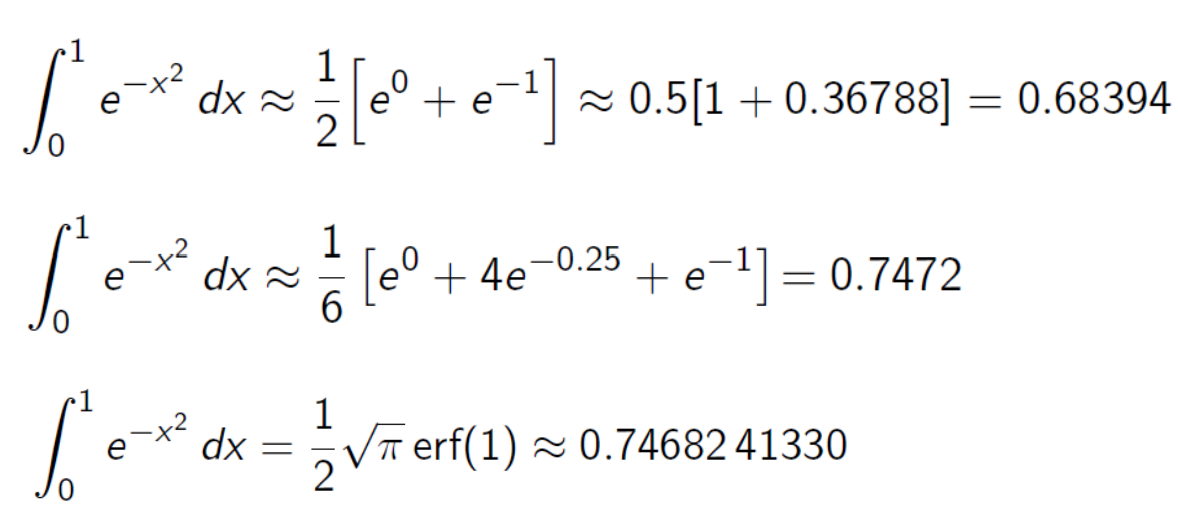 ∫₀¹ e^{−x²} dx ≈ 1/2 [e⁰ + e⁻¹] ≈ 0.5[1 + 0.36788] = 0.68394
∫₀¹ e^{−x²} dx ≈ 1/6 [e⁰ + 4e^{−0.25} + e⁻¹] = 0.7472
∫₀¹ e^{−x²} dx = 1/2 √π erf(1) ≈ 0.74682 41330